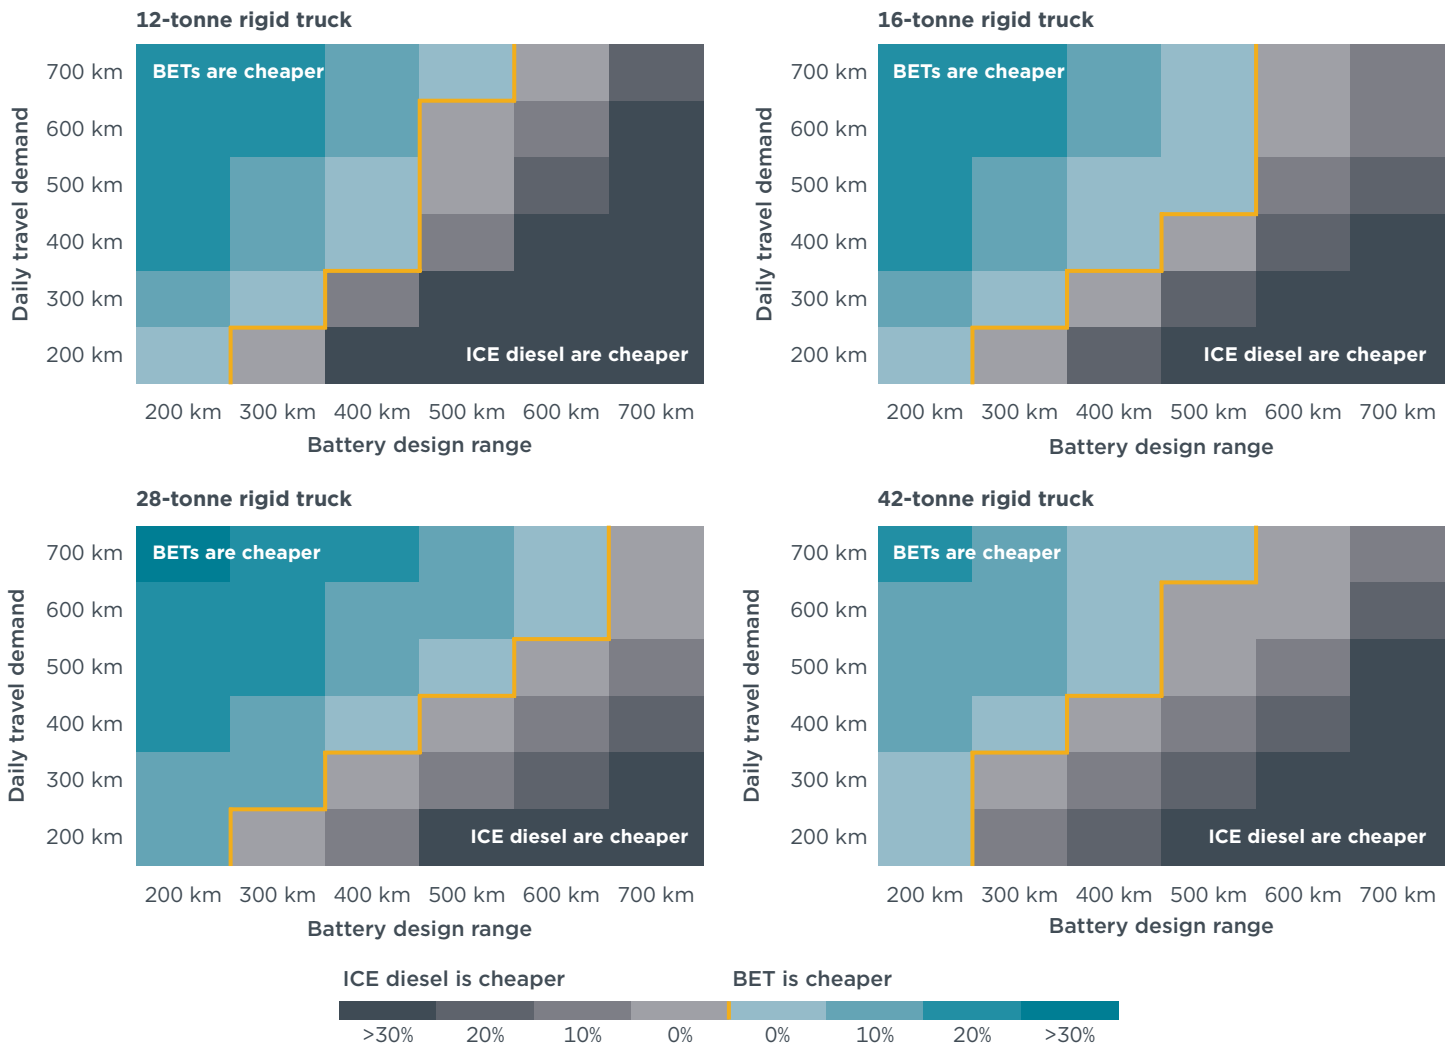 12-tonne rigid truck
Daily travel demand
700 km
600 km
500 km
400 km
300 km
200 km
BETs are cheaper
ICE diesel are cheaper
200 km 300 km 400 km 500 km 600 km 700 km
Battery design range
16-tonne rigid truck
Daily travel demand
700 km
600 km
500 km
400 km
300 km
200 km
BETs are cheaper
ICE diesel are cheaper
200 km 300 km 400 km 500 km 600 km 700 km
Battery design range
28-tonne rigid truck
Daily travel demand
700 km
600 km
500 km
400 km
300 km
200 km
BETs are cheaper
ICE diesel are cheaper
200 km 300 km 400 km 500 km 600 km 700 km
Battery design range
42-tonne rigid truck
Daily travel demand
700 km
600 km
500 km
400 km
300 km
200 km
BETs are cheaper
ICE diesel are cheaper
200 km 300 km 400 km 500 km 600 km 700 km
Battery design range
ICE diesel is cheaper BET is cheaper
>30% 20% 10% 0% 0% 10% 20% >30%